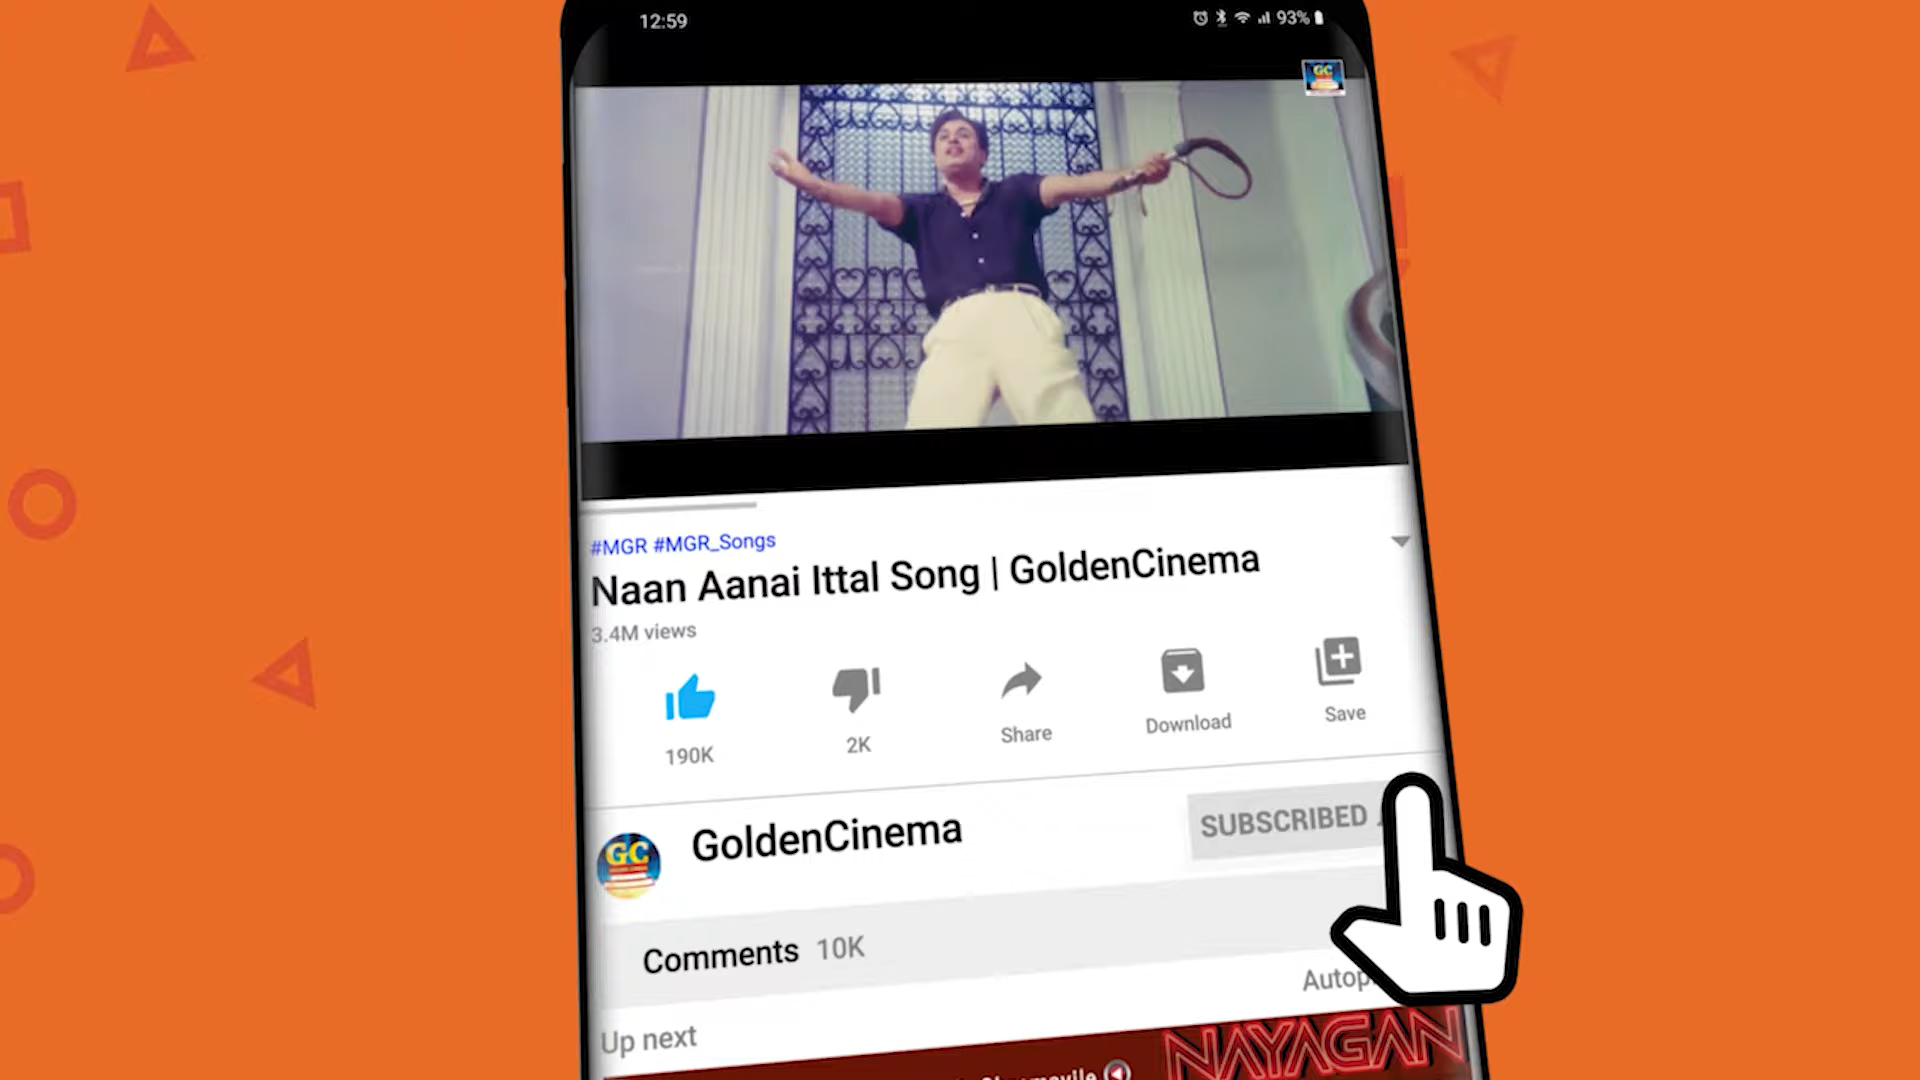 12:59
93%
GC
#MGR #MGR_Songs
Naan Aanai Ittal Song | GoldenCinema
3.4M views
190K
2K
Share
Download
Save
GC
GoldenCinema
SUBSCRIBED
Comments 10K
Up next
NAYAGAN